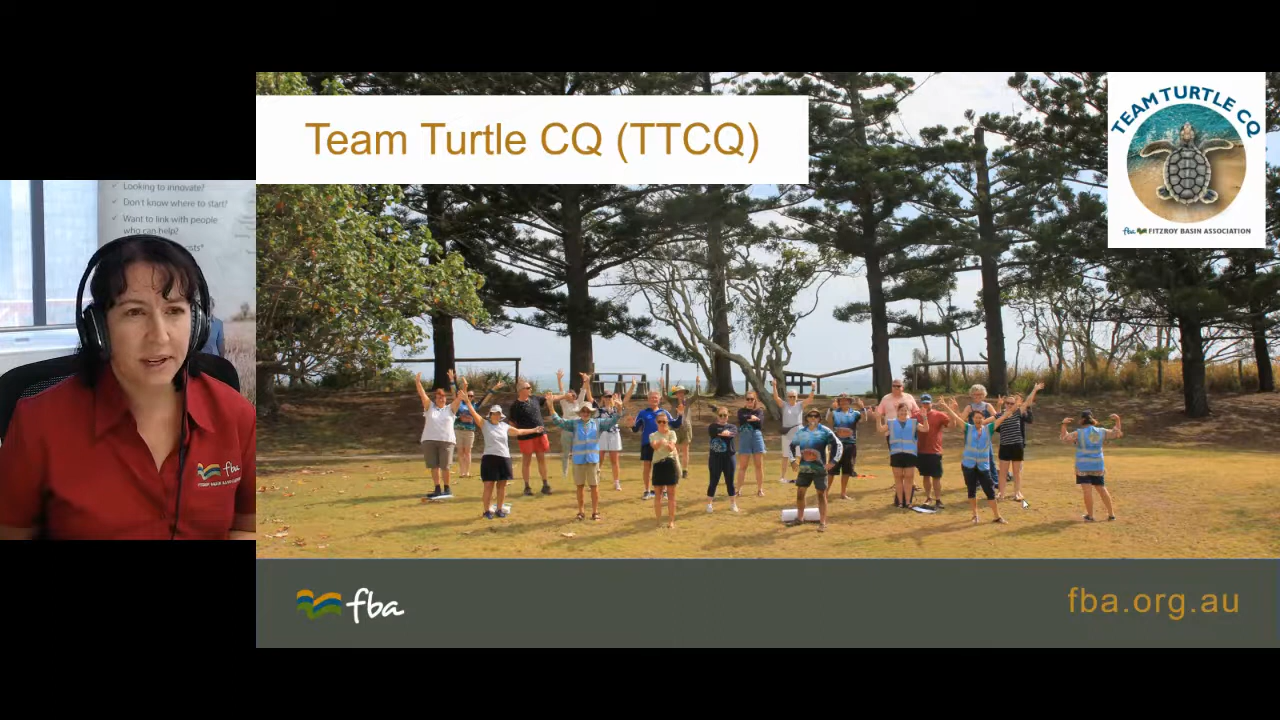 Team Turtle CQ (TTCQ)
TEAM TURTLE CQ
fba FITZROY BASIN ASSOCIATION
✓ Looking to innovate?
✓ Don't know where to start?
✓ Want to link with people
who can help?
fba
fba
fba.org.au